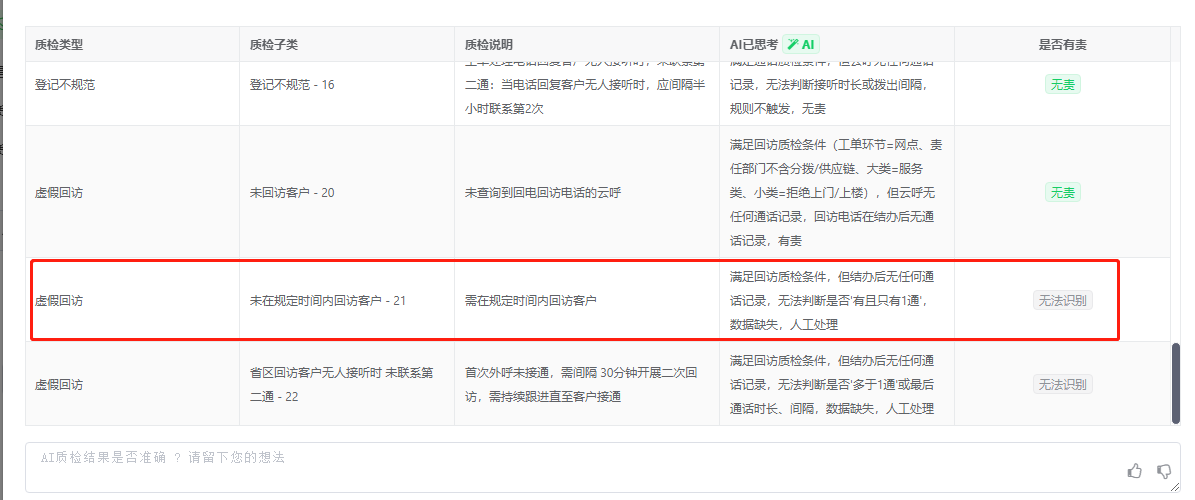 质检类型 质检子类 质检说明 AI已思考 AI 是否有责
登记不规范 登记不规范 - 16 二通：当电话回复客户无人接听时，应间隔半
小时联系第2次
记录，无法判断接听时长或拨出间隔，
规则不触发，无责
无责
虚假回访 未回访客户 - 20 未查询到回电回访电话的云呼
满足回访质检条件（工单环节=网点、责
任部门不含分拨/供应链、大类=服务
类、小类=拒绝上门/上楼），但云呼无
任何通话记录，回访电话在结办后无通
话记录，有责
无责
虚假回访 未在规定时间内回访客户 - 21 需在规定时间内回访客户
满足回访质检条件，但结办后无任何通
话记录，无法判断是否'有且只有1通'，
数据缺失，人工处理
无法识别
虚假回访
省区回访客户无人接听时 未联系第
二通 - 22
首次外呼未接通，需间隔 30分钟开展二次回
访，需持续跟进直至客户接通
满足回访质检条件，但结办后无任何通
话记录，无法判断是否'多于1通'或最后
通话时长、间隔，数据缺失，人工处理
无法识别
AI质检结果是否准确 ？请留下您的想法